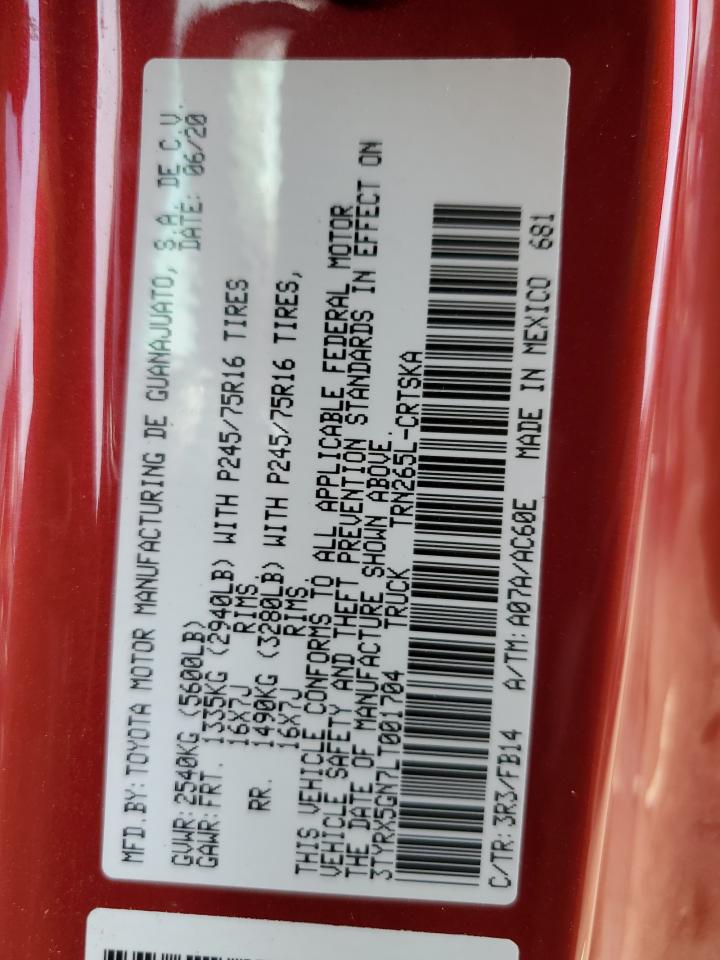 MFD.BY: TOYOTA MOTOR MANUFACTURING DE GUANAJUATO, S.A. DE C.V.
DATE: 06/20
GVWR: 2540KG (5600LB)
GAWR: FRT. 1335KG (2940LB) WITH P245/75R16 TIRES
16X7J RIMS.
RR. 1490KG (3280LB) WITH P245/75R16 TIRES,
16X7J RIMS.
THIS VEHICLE CONFORMS TO ALL APPLICABLE FEDERAL MOTOR
VEHICLE SAFETY AND THEFT PREVENTION STANDARDS IN EFFECT ON
THE DATE OF MANUFACTURE SHOWN ABOVE.
3TYRX5GN7LT001704 TRUCK TRN265L-CRTSKA
C/TR: 3R3/FB14 A/TM: A07A/AC60E MADE IN MEXICO 681